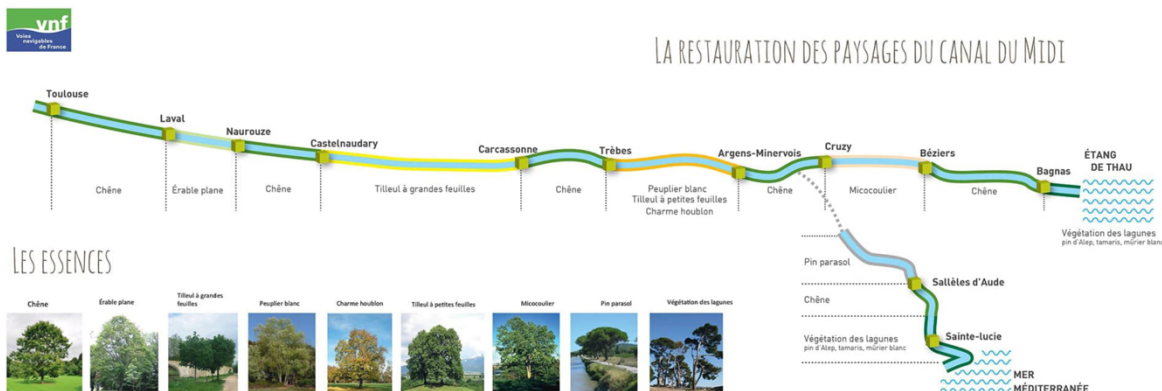 vnf
Voies
navigables
de France
LA RESTAURATION DES PAYSAGES DU CANAL DU MIDI
Toulouse
Laval
Naurouze
Castelnaudary
Carcassonne
Trèbes
Argens-Minervois
Cruzy
Béziers
Bagnas
ÉTANG
DE THAU
Chêne
Érable plane
Chêne
Tilleul à grandes feuilles
Chêne
Peuplier blanc
Tilleul à petites feuilles
Charme houblon
Chêne
Micocoulier
Chêne
Végétation des lagunes
pin d'Alep, tamaris, mûrier blanc
Pin parasol
Sallèles d'Aude
Chêne
Sainte-lucie
Végétation des lagunes
pin d'Alep, tamaris, mûrier blanc
MER
MÉDITERRANÉE
LES ESSENCES
Chêne
Érable plane
Tilleul à grandes
feuilles
Peuplier blanc
Charme houblon
Tilleul à petites feuilles
Micocoulier
Pin parasol
Végétation des lagunes